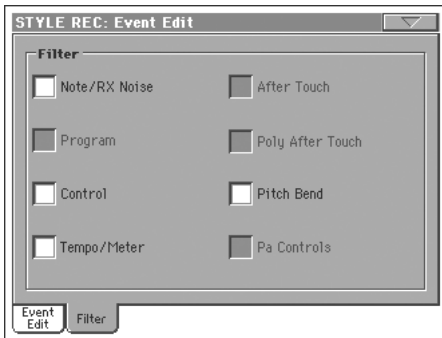 STYLE REC: Event Edit
Filter
Note/RX Noise
After Touch
Program
Poly After Touch
Control
Pitch Bend
Tempo/Meter
Pa Controls
Event
Edit
Filter